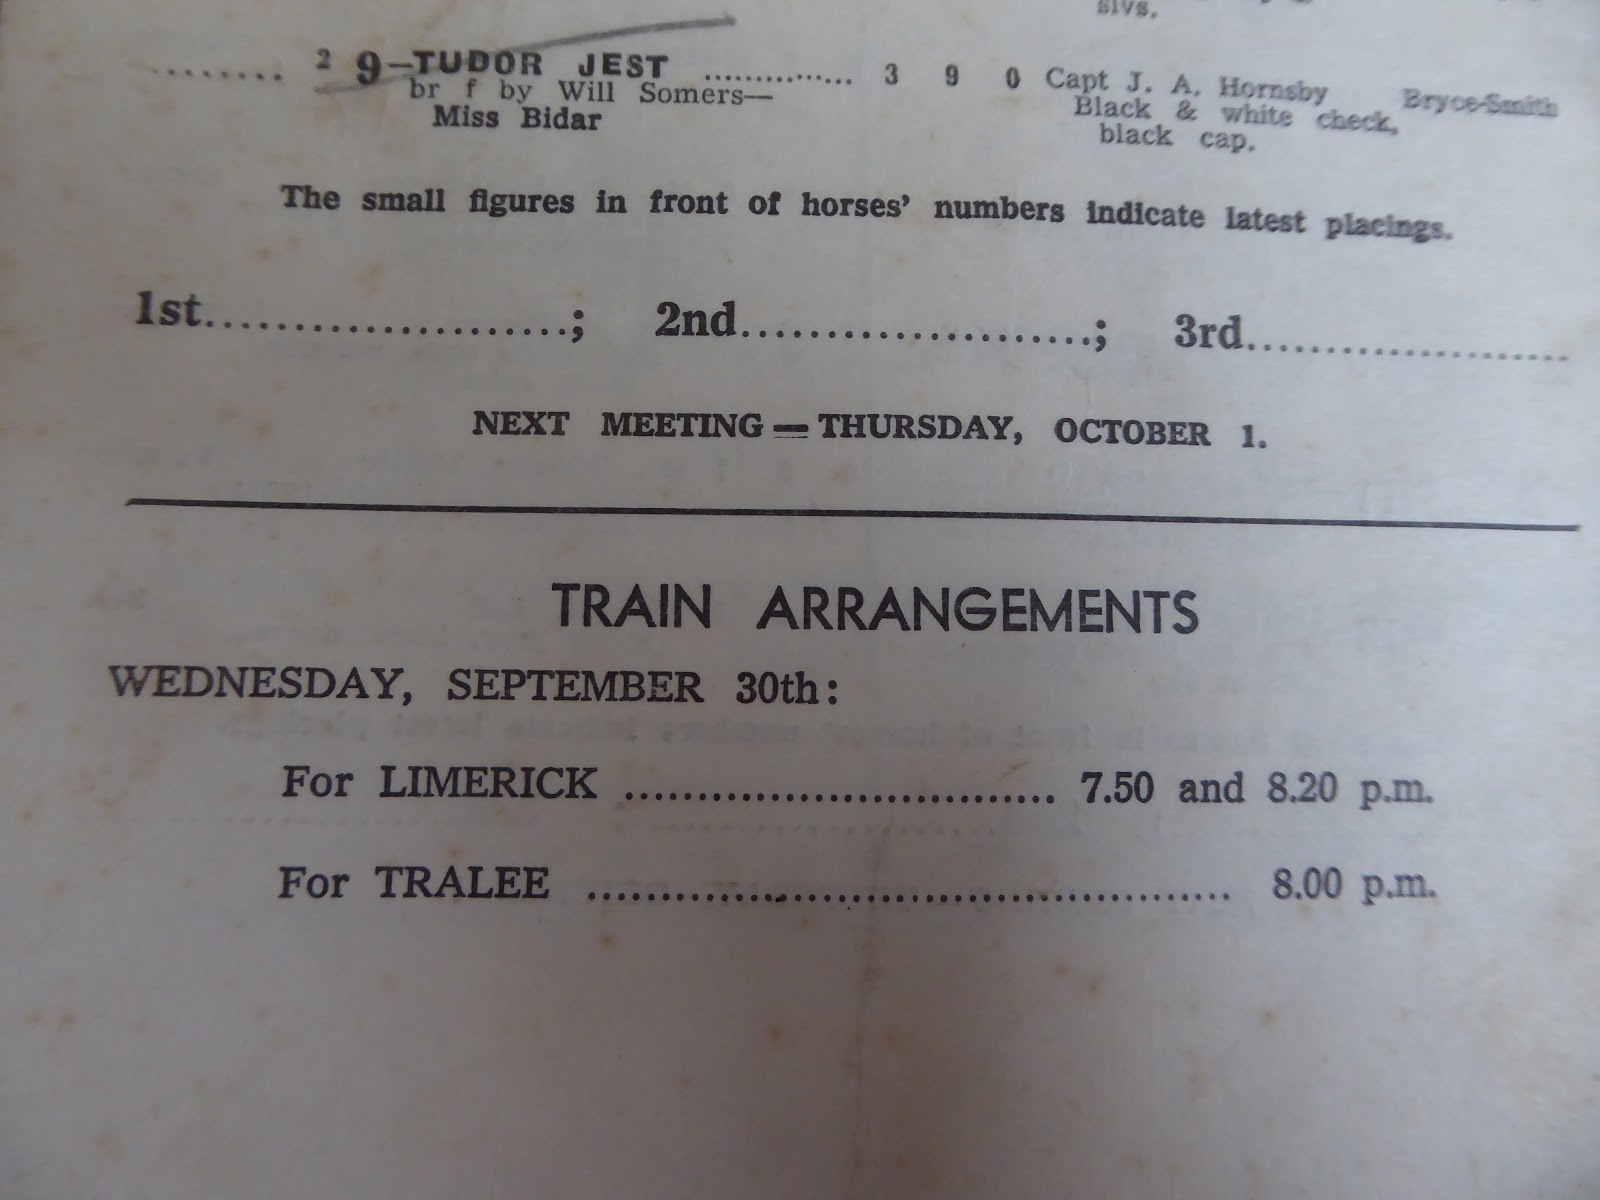 slvs.
2 9—TUDOR JEST .................. 3 9 0 Capt J. A. Hornsby Bryce-Smith
br f by Will Somers— Black & white check,
Miss Bidar black cap.
The small figures in front of horses' numbers indicate latest placings.
1st......................; 2nd......................; 3rd......................
NEXT MEETING — THURSDAY, OCTOBER 1.
TRAIN ARRANGEMENTS
WEDNESDAY, SEPTEMBER 30th:
For LIMERICK .............................. 7.50 and 8.20 p.m.
For TRALEE ............................................. 8.00 p.m.